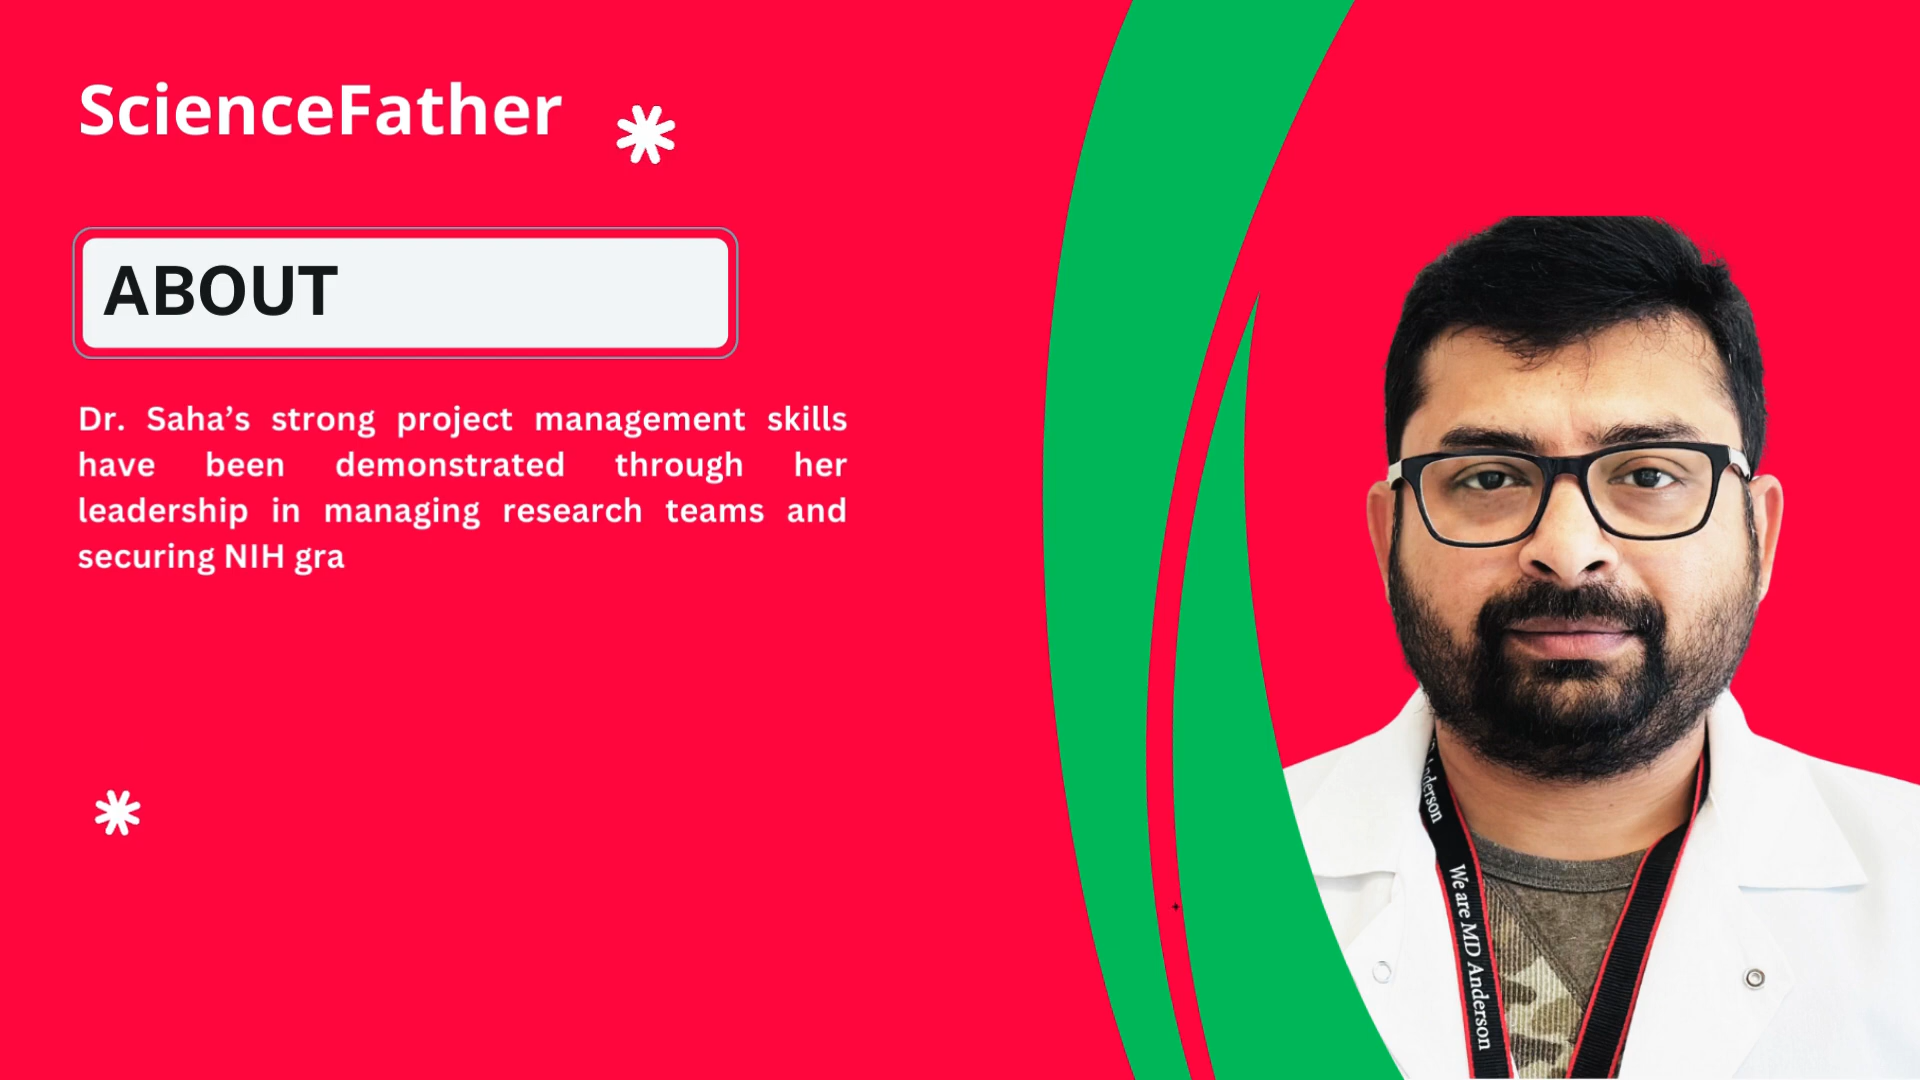 ScienceFather
ABOUT
Dr. Saha’s strong project management skills
have been demonstrated through her
leadership in managing research teams and
securing NIH gra
Anderson
We are MD Anderson